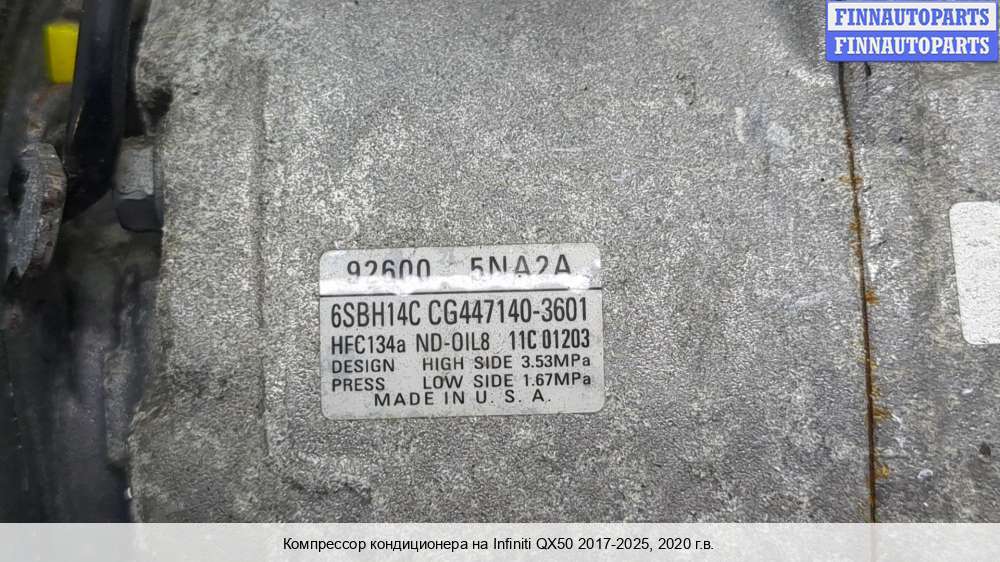 FINNAUTOPARTS
FINNAUTOPARTS
92600 5NA2A
6SBH14C CG447140-3601
HFC134a ND-OIL8 11C 01203
DESIGN HIGH SIDE 3.53MPa
PRESS LOW SIDE 1.67MPa
MADE IN U. S. A.
Компрессор кондиционера на Infiniti QX50 2017-2025, 2020 г.в.